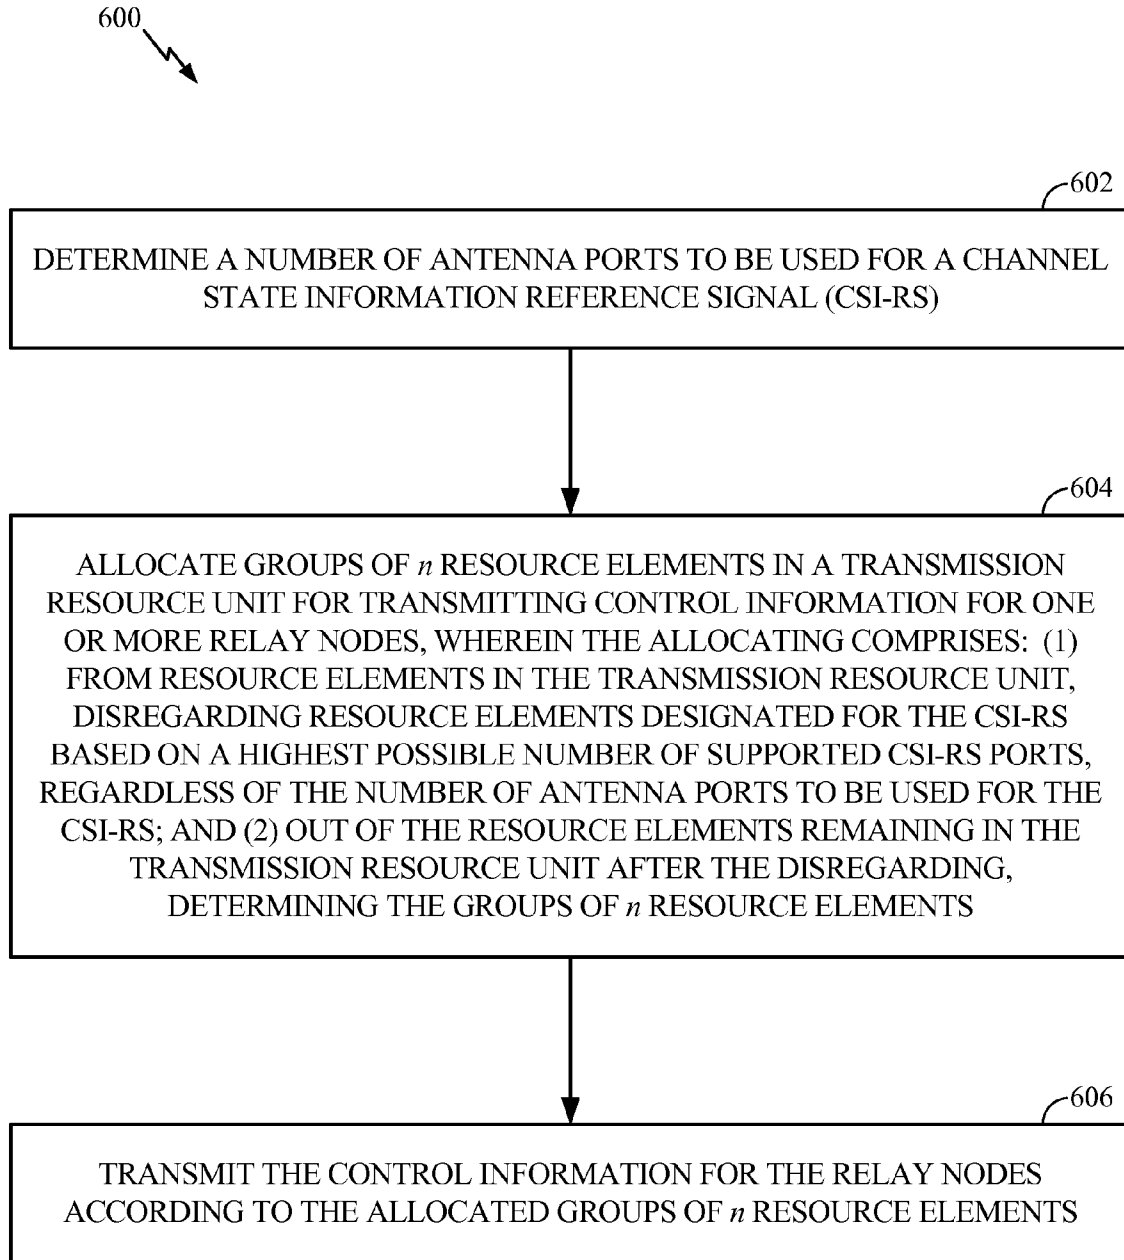 600
602
DETERMINE A NUMBER OF ANTENNA PORTS TO BE USED FOR A CHANNEL
STATE INFORMATION REFERENCE SIGNAL (CSI-RS)
604
ALLOCATE GROUPS OF n RESOURCE ELEMENTS IN A TRANSMISSION
RESOURCE UNIT FOR TRANSMITTING CONTROL INFORMATION FOR ONE
OR MORE RELAY NODES, WHEREIN THE ALLOCATING COMPRISES: (1)
FROM RESOURCE ELEMENTS IN THE TRANSMISSION RESOURCE UNIT,
DISREGARDING RESOURCE ELEMENTS DESIGNATED FOR THE CSI-RS
BASED ON A HIGHEST POSSIBLE NUMBER OF SUPPORTED CSI-RS PORTS,
REGARDLESS OF THE NUMBER OF ANTENNA PORTS TO BE USED FOR THE
CSI-RS; AND (2) OUT OF THE RESOURCE ELEMENTS REMAINING IN THE
TRANSMISSION RESOURCE UNIT AFTER THE DISREGARDING,
DETERMINING THE GROUPS OF n RESOURCE ELEMENTS
606
TRANSMIT THE CONTROL INFORMATION FOR THE RELAY NODES
ACCORDING TO THE ALLOCATED GROUPS OF n RESOURCE ELEMENTS